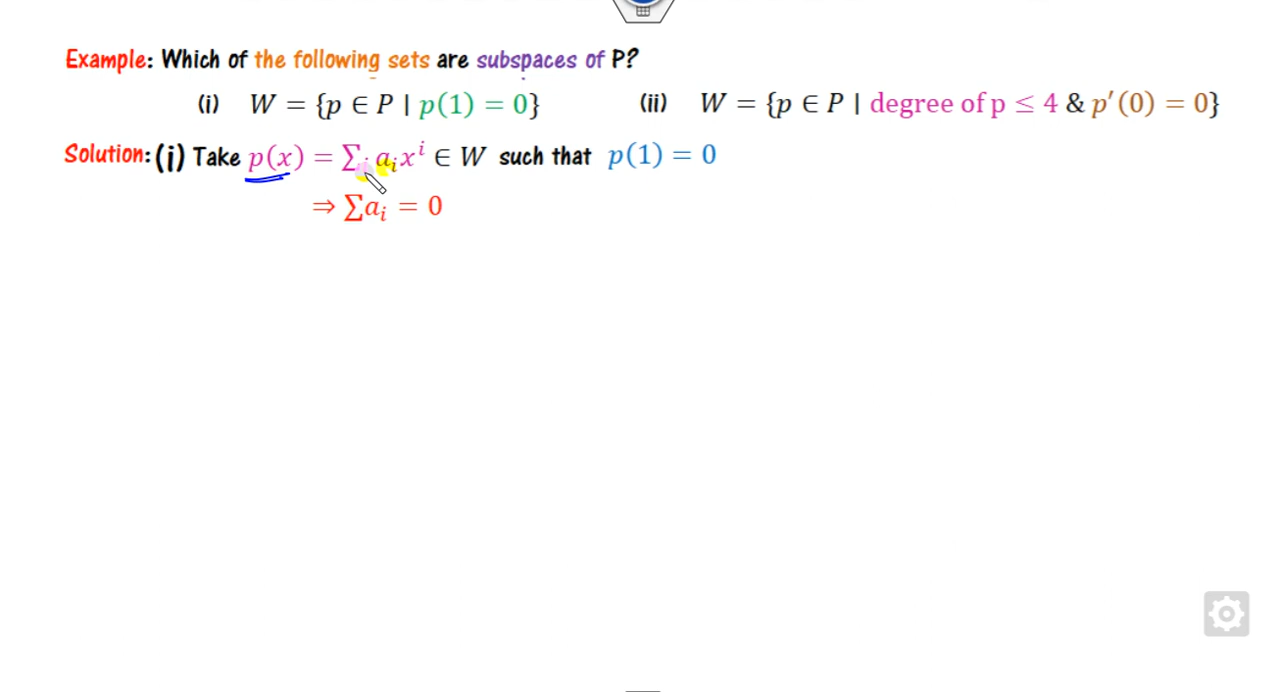 Example: Which of the following sets are subspaces of P?
(i) W = {p ∈ P | p(1) = 0} (ii) W = {p ∈ P | degree of p ≤ 4 & p′(0) = 0}
Solution: (i) Take p(x) = ∑ᵢ aᵢxⁱ ∈ W such that p(1) = 0
⇒ ∑aᵢ = 0